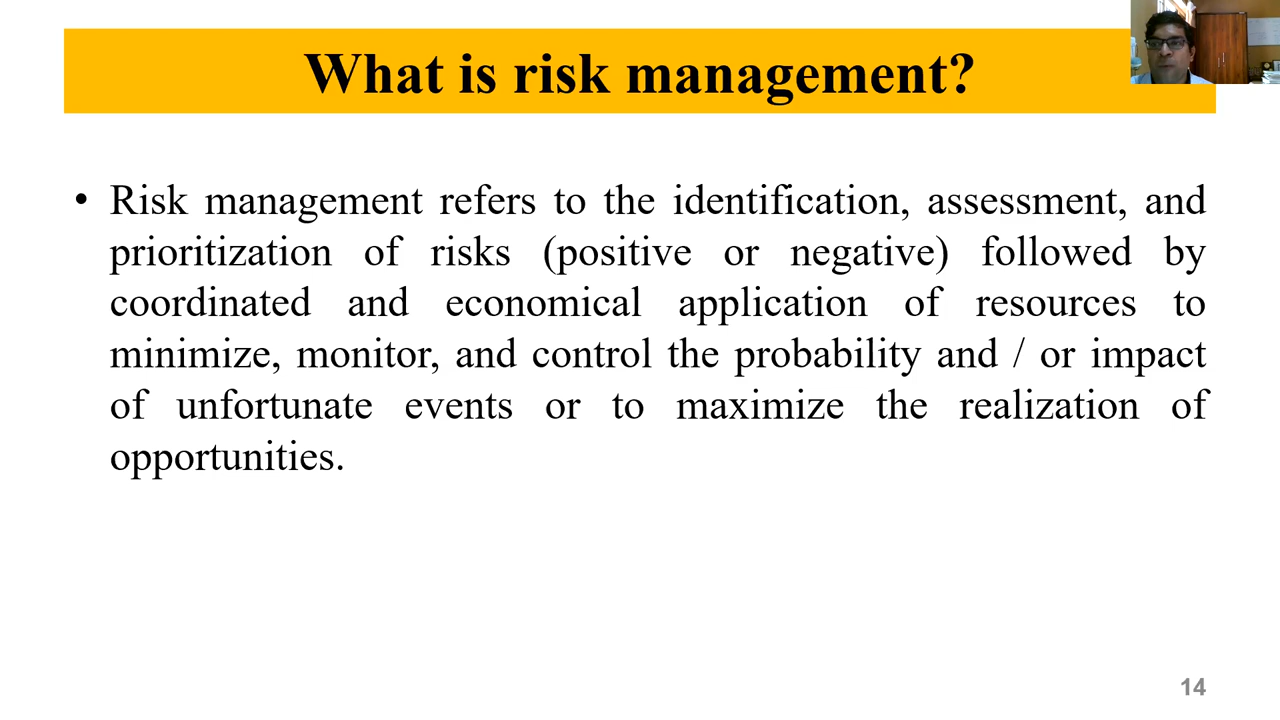 What is risk management?
• Risk management refers to the identification, assessment, and
prioritization of risks (positive or negative) followed by
coordinated and economical application of resources to
minimize, monitor, and control the probability and / or impact
of unfortunate events or to maximize the realization of
opportunities.
14